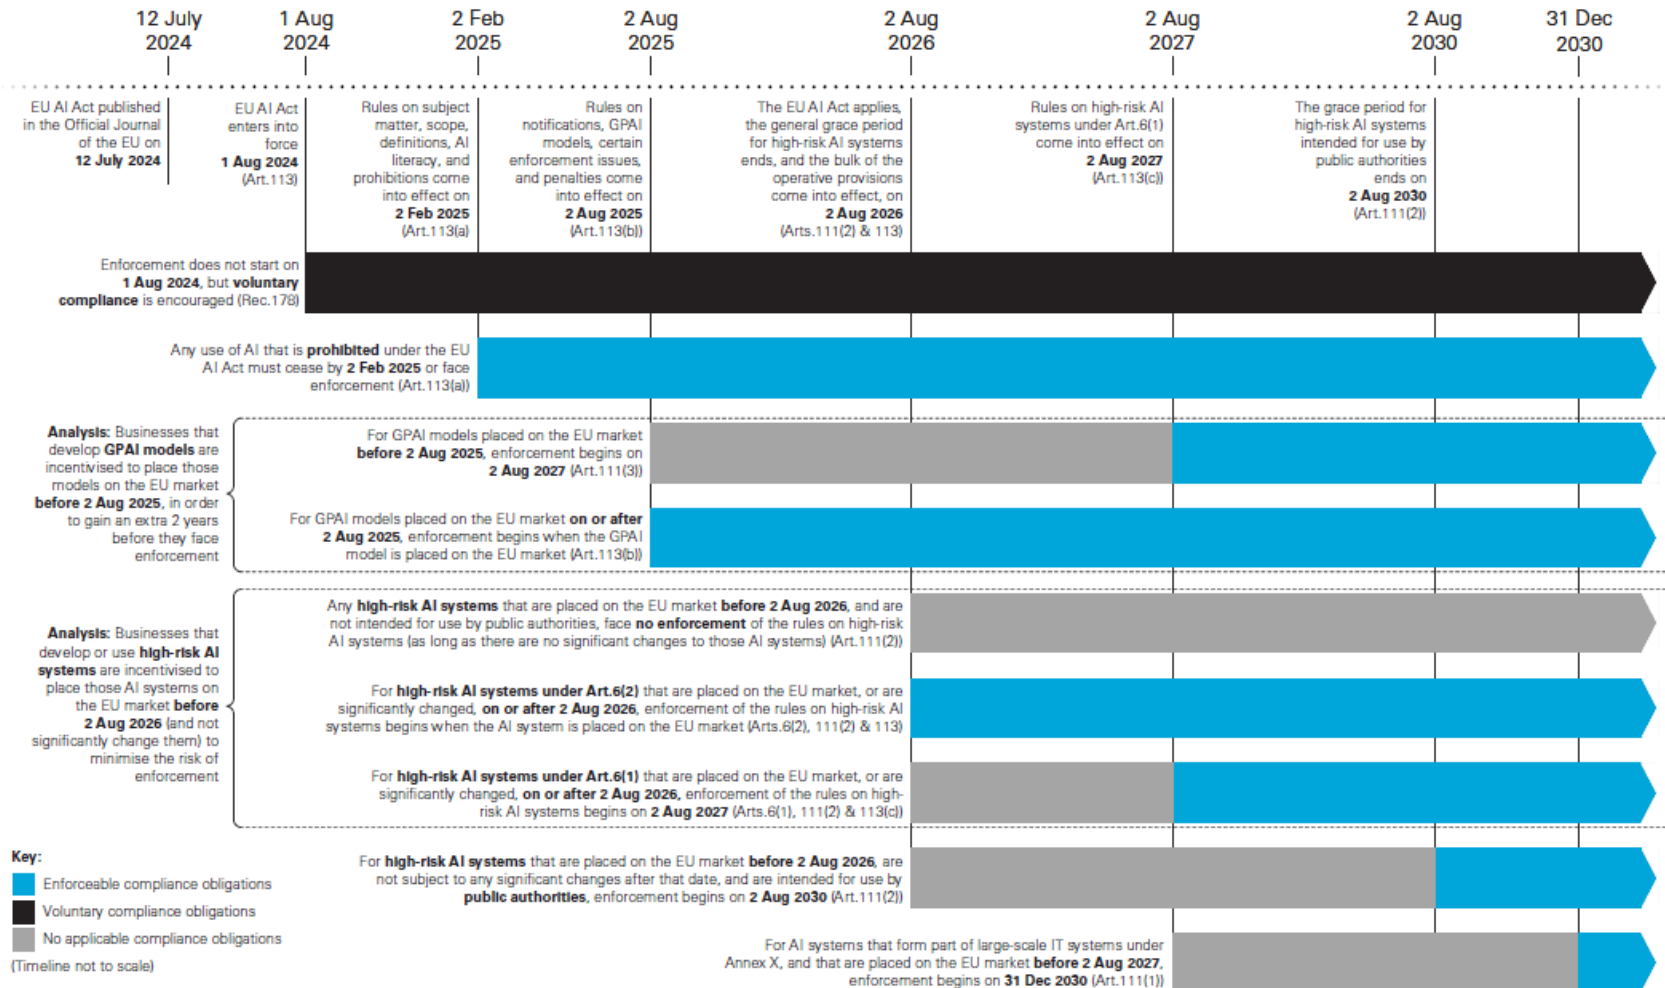 12 July
2024
1 Aug
2024
2 Feb
2025
2 Aug
2025
2 Aug
2026
2 Aug
2027
2 Aug
2030
31 Dec
2030
EU AI Act published
in the Official Journal
of the EU on
12 July 2024
EU AI Act
enters into
force
1 Aug 2024
(Art.113)
Rules on subject
matter, scope,
definitions, AI
literacy, and
prohibitions come
into effect on
2 Feb 2025
(Art.113(a)
Rules on
notifications, GPAI
models, certain
enforcement issues,
and penalties come
into effect on
2 Aug 2025
(Art.113(b))
The EU AI Act applies,
the general grace period
for high-risk AI systems
ends, and the bulk of the
operative provisions
come into effect, on
2 Aug 2026
(Arts.111(2) & 113)
Rules on high-risk AI
systems under Art.6(1)
come into effect on
2 Aug 2027
(Art.113(c))
The grace period for
high-risk AI systems
intended for use by
public authorities
ends on
2 Aug 2030
(Art.111(2))
Enforcement does not start on
1 Aug 2024, but voluntary
compliance is encouraged (Rec.178)
Any use of AI that is prohibited under the EU
AI Act must cease by 2 Feb 2025 or face
enforcement (Art.113(a))
Analysis: Businesses that
develop GPAI models are
incentivised to place those
models on the EU market
before 2 Aug 2025, in order
to gain an extra 2 years
before they face
enforcement
For GPAI models placed on the EU market
before 2 Aug 2025, enforcement begins on
2 Aug 2027 (Art.111(3))
For GPAI models placed on the EU market on or after
2 Aug 2025, enforcement begins when the GPAI
model is placed on the EU market (Art.113(b))
Analysis: Businesses that
develop or use high-risk AI
systems are incentivised to
place those AI systems on
the EU market before
2 Aug 2026 (and not
significantly change them) to
minimise the risk of
enforcement
Any high-risk AI systems that are placed on the EU market before 2 Aug 2026, and are
not intended for use by public authorities, face no enforcement of the rules on high-risk
AI systems (as long as there are no significant changes to those AI systems) (Art.111(2))
For high-risk AI systems under Art.6(2) that are placed on the EU market, or are
significantly changed, on or after 2 Aug 2026, enforcement of the rules on high-risk AI
systems begins when the AI system is placed on the EU market (Arts.6(2), 111(2) & 113)
For high-risk AI systems under Art.6(1) that are placed on the EU market, or are
significantly changed, on or after 2 Aug 2026, enforcement of the rules on high-
risk AI systems begins on 2 Aug 2027 (Arts.6(1), 111(2) & 113(c))
For high-risk AI systems that are placed on the EU market before 2 Aug 2026, are
not subject to any significant changes after that date, and are intended for use by
public authorities, enforcement begins on 2 Aug 2030 (Art.111(2))
For AI systems that form part of large-scale IT systems under
Annex X, and that are placed on the EU market before 2 Aug 2027,
enforcement begins on 31 Dec 2030 (Art.111(1))
Key:
Enforceable compliance obligations
Voluntary compliance obligations
No applicable compliance obligations
(Timeline not to scale)